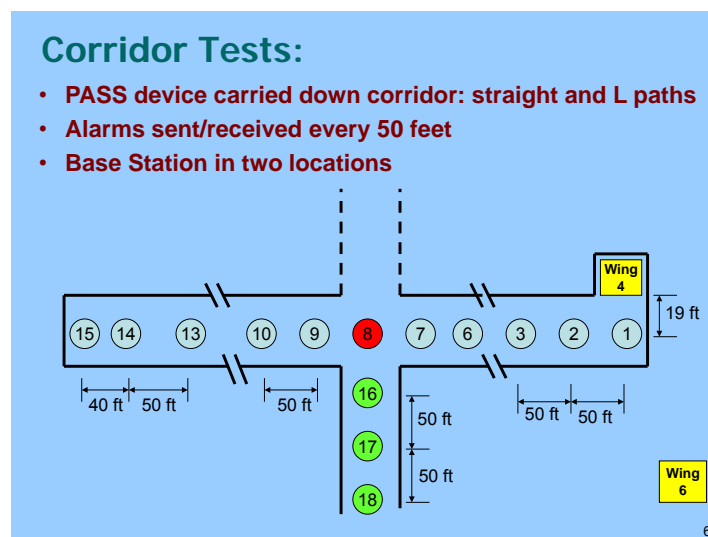 Corridor Tests:
• PASS device carried down corridor: straight and L paths
• Alarms sent/received every 50 feet
• Base Station in two locations
Wing
4
19 ft
15 14 13 10 9 8 7 6 3 2 1
40 ft 50 ft 50 ft 50 ft 50 ft
16
50 ft
17
50 ft
18
Wing
6
6